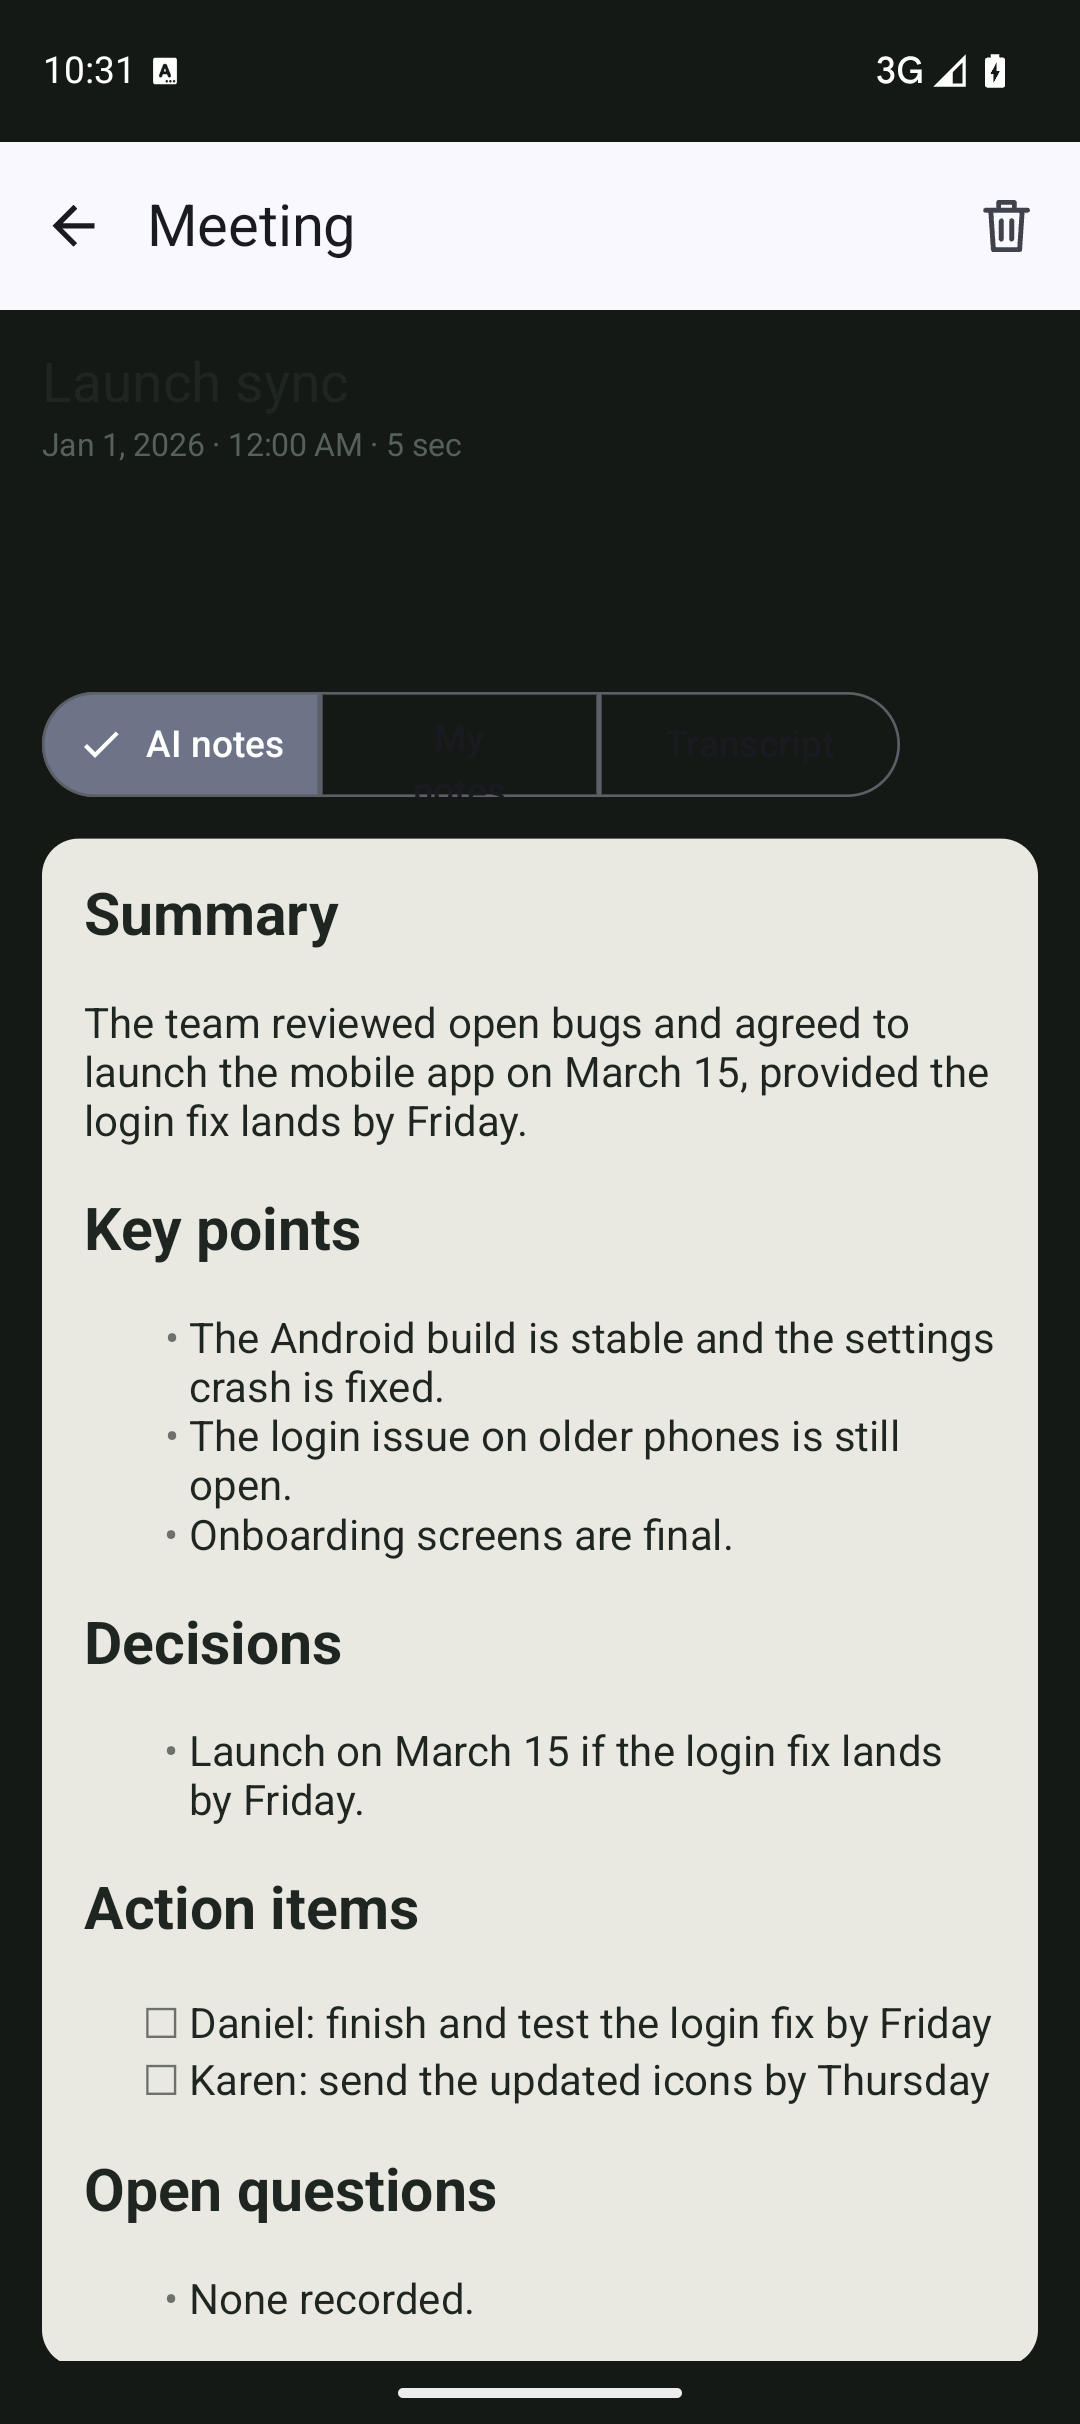 10:31
3G
Meeting
Launch sync
Jan 1, 2026 · 12:00 AM · 5 sec
AI notes
My
notes
Transcript
Summary
The team reviewed open bugs and agreed to
launch the mobile app on March 15, provided the
login fix lands by Friday.
Key points
• The Android build is stable and the settings
crash is fixed.
• The login issue on older phones is still
open.
• Onboarding screens are final.
Decisions
• Launch on March 15 if the login fix lands
by Friday.
Action items
☐ Daniel: finish and test the login fix by Friday
☐ Karen: send the updated icons by Thursday
Open questions
• None recorded.